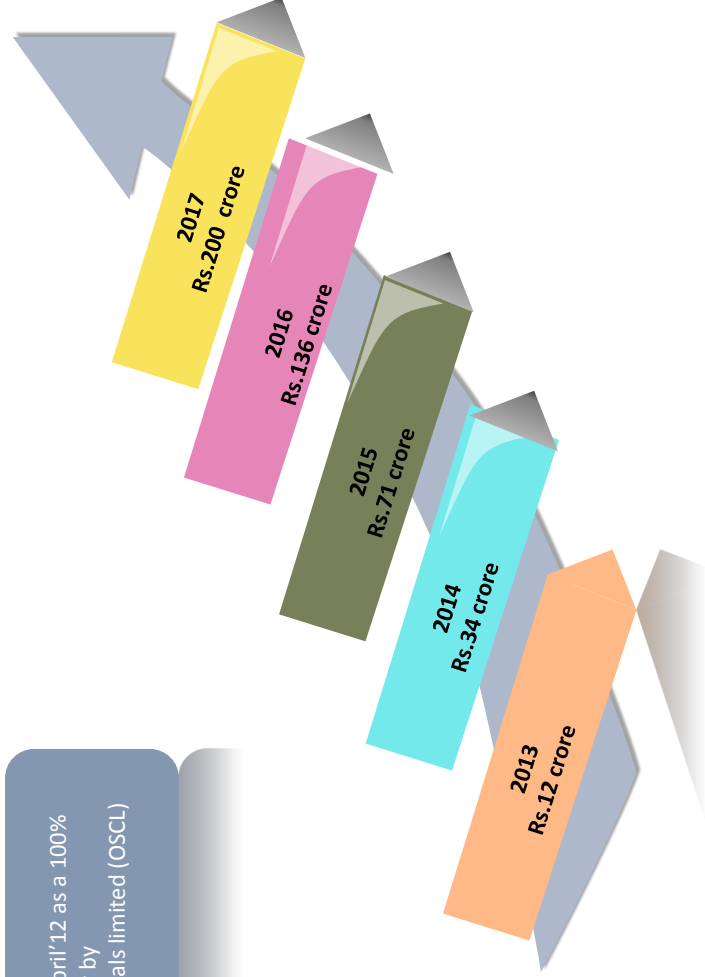 pril'12 as a 100%
by
als limited (OSCL)
2013
Rs.12 crore
2014
Rs.34 crore
2015
Rs.71 crore
2016
Rs.136 crore
2017
Rs.200 crore